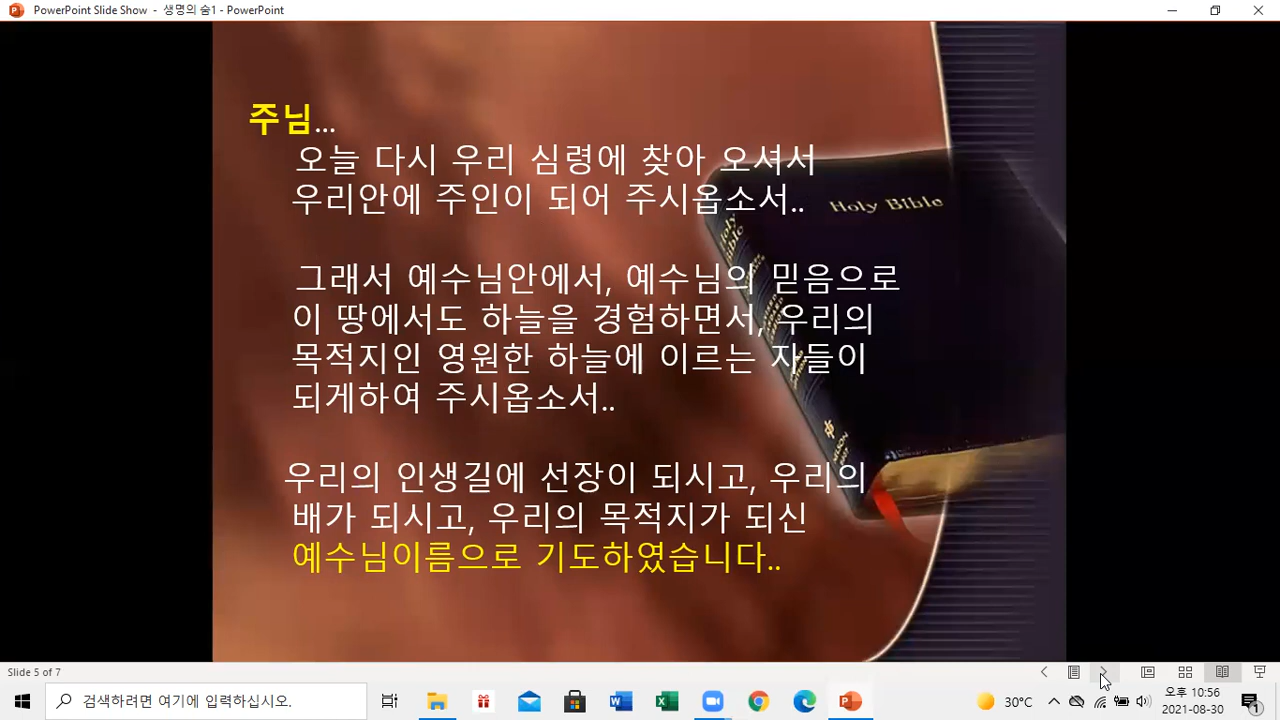 PowerPoint Slide Show - 생명의 숨1 - PowerPoint
주님...
오늘 다시 우리 심령에 찾아 오셔서
우리안에 주인이 되어 주시옵소서..
Holy Bible
Holy Bible
그래서 예수님안에서, 예수님의 믿음으로
이 땅에서도 하늘을 경험하면서, 우리의
목적지인 영원한 하늘에 이르는 자들이
되게하여 주시옵소서..
우리의 인생길에 선장이 되시고, 우리의
배가 되시고, 우리의 목적지가 되신
예수님이름으로 기도하였습니다..
Slide 5 of 7
검색하려면 여기에 입력하십시오.
30°C
오후 10:56
2021-08-30
1